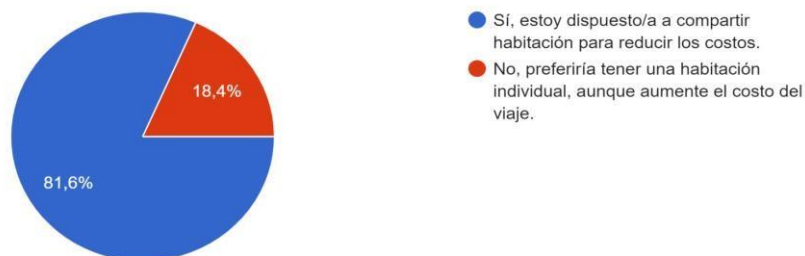 18,4%
81,6%
Sí, estoy dispuesto/a a compartir
habitación para reducir los costos.
No, preferiría tener una habitación
individual, aunque aumente el costo del
viaje.